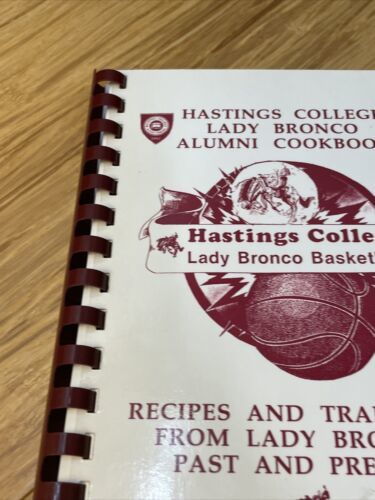 HASTINGS COLLEGE
LADY BRONCO
ALUMNI COOKBOO
Hastings Colle
Lady Bronco Basket
RECIPES AND TRA
FROM LADY BRO
PAST AND PRE